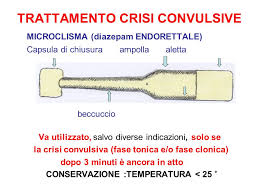 TRATTAMENTO CRISI CONVULSIVE
MICROCLISMA (diazepam ENDORETTALE)
Capsula di chiusura ampolla aletta
beccuccio
Va utilizzato, salvo diverse indicazioni, solo se
la crisi convulsiva (fase tonica e/o fase clonica)
dopo 3 minuti è ancora in atto
CONSERVAZIONE :TEMPERATURA < 25 °